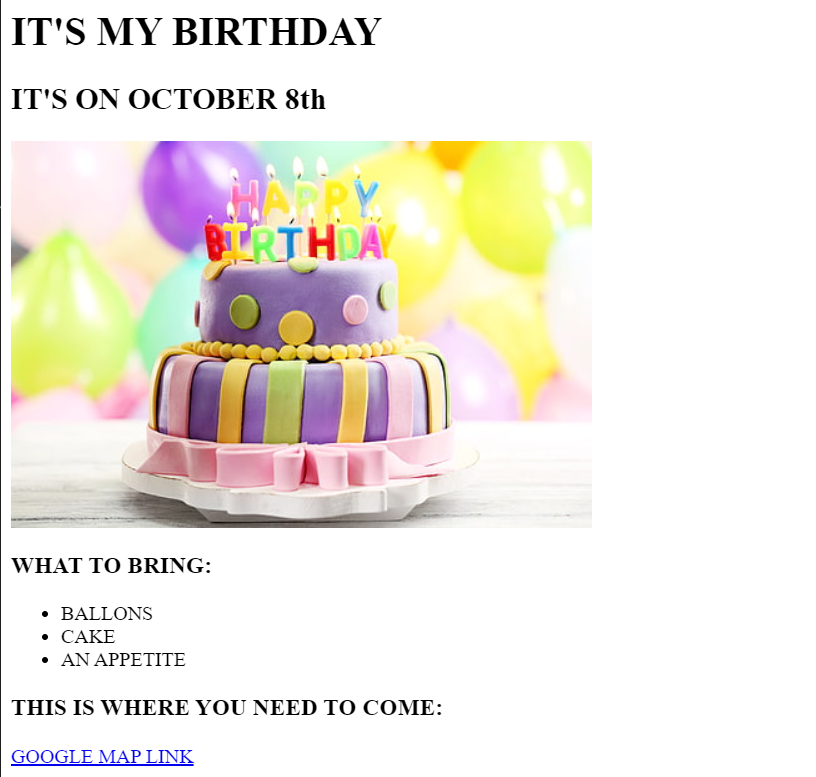 IT'S MY BIRTHDAY
IT'S ON OCTOBER 8th
HAPPY
BIRTHDAY
WHAT TO BRING:
BALLONS
CAKE
AN APPETITE
THIS IS WHERE YOU NEED TO COME:
GOOGLE MAP LINK